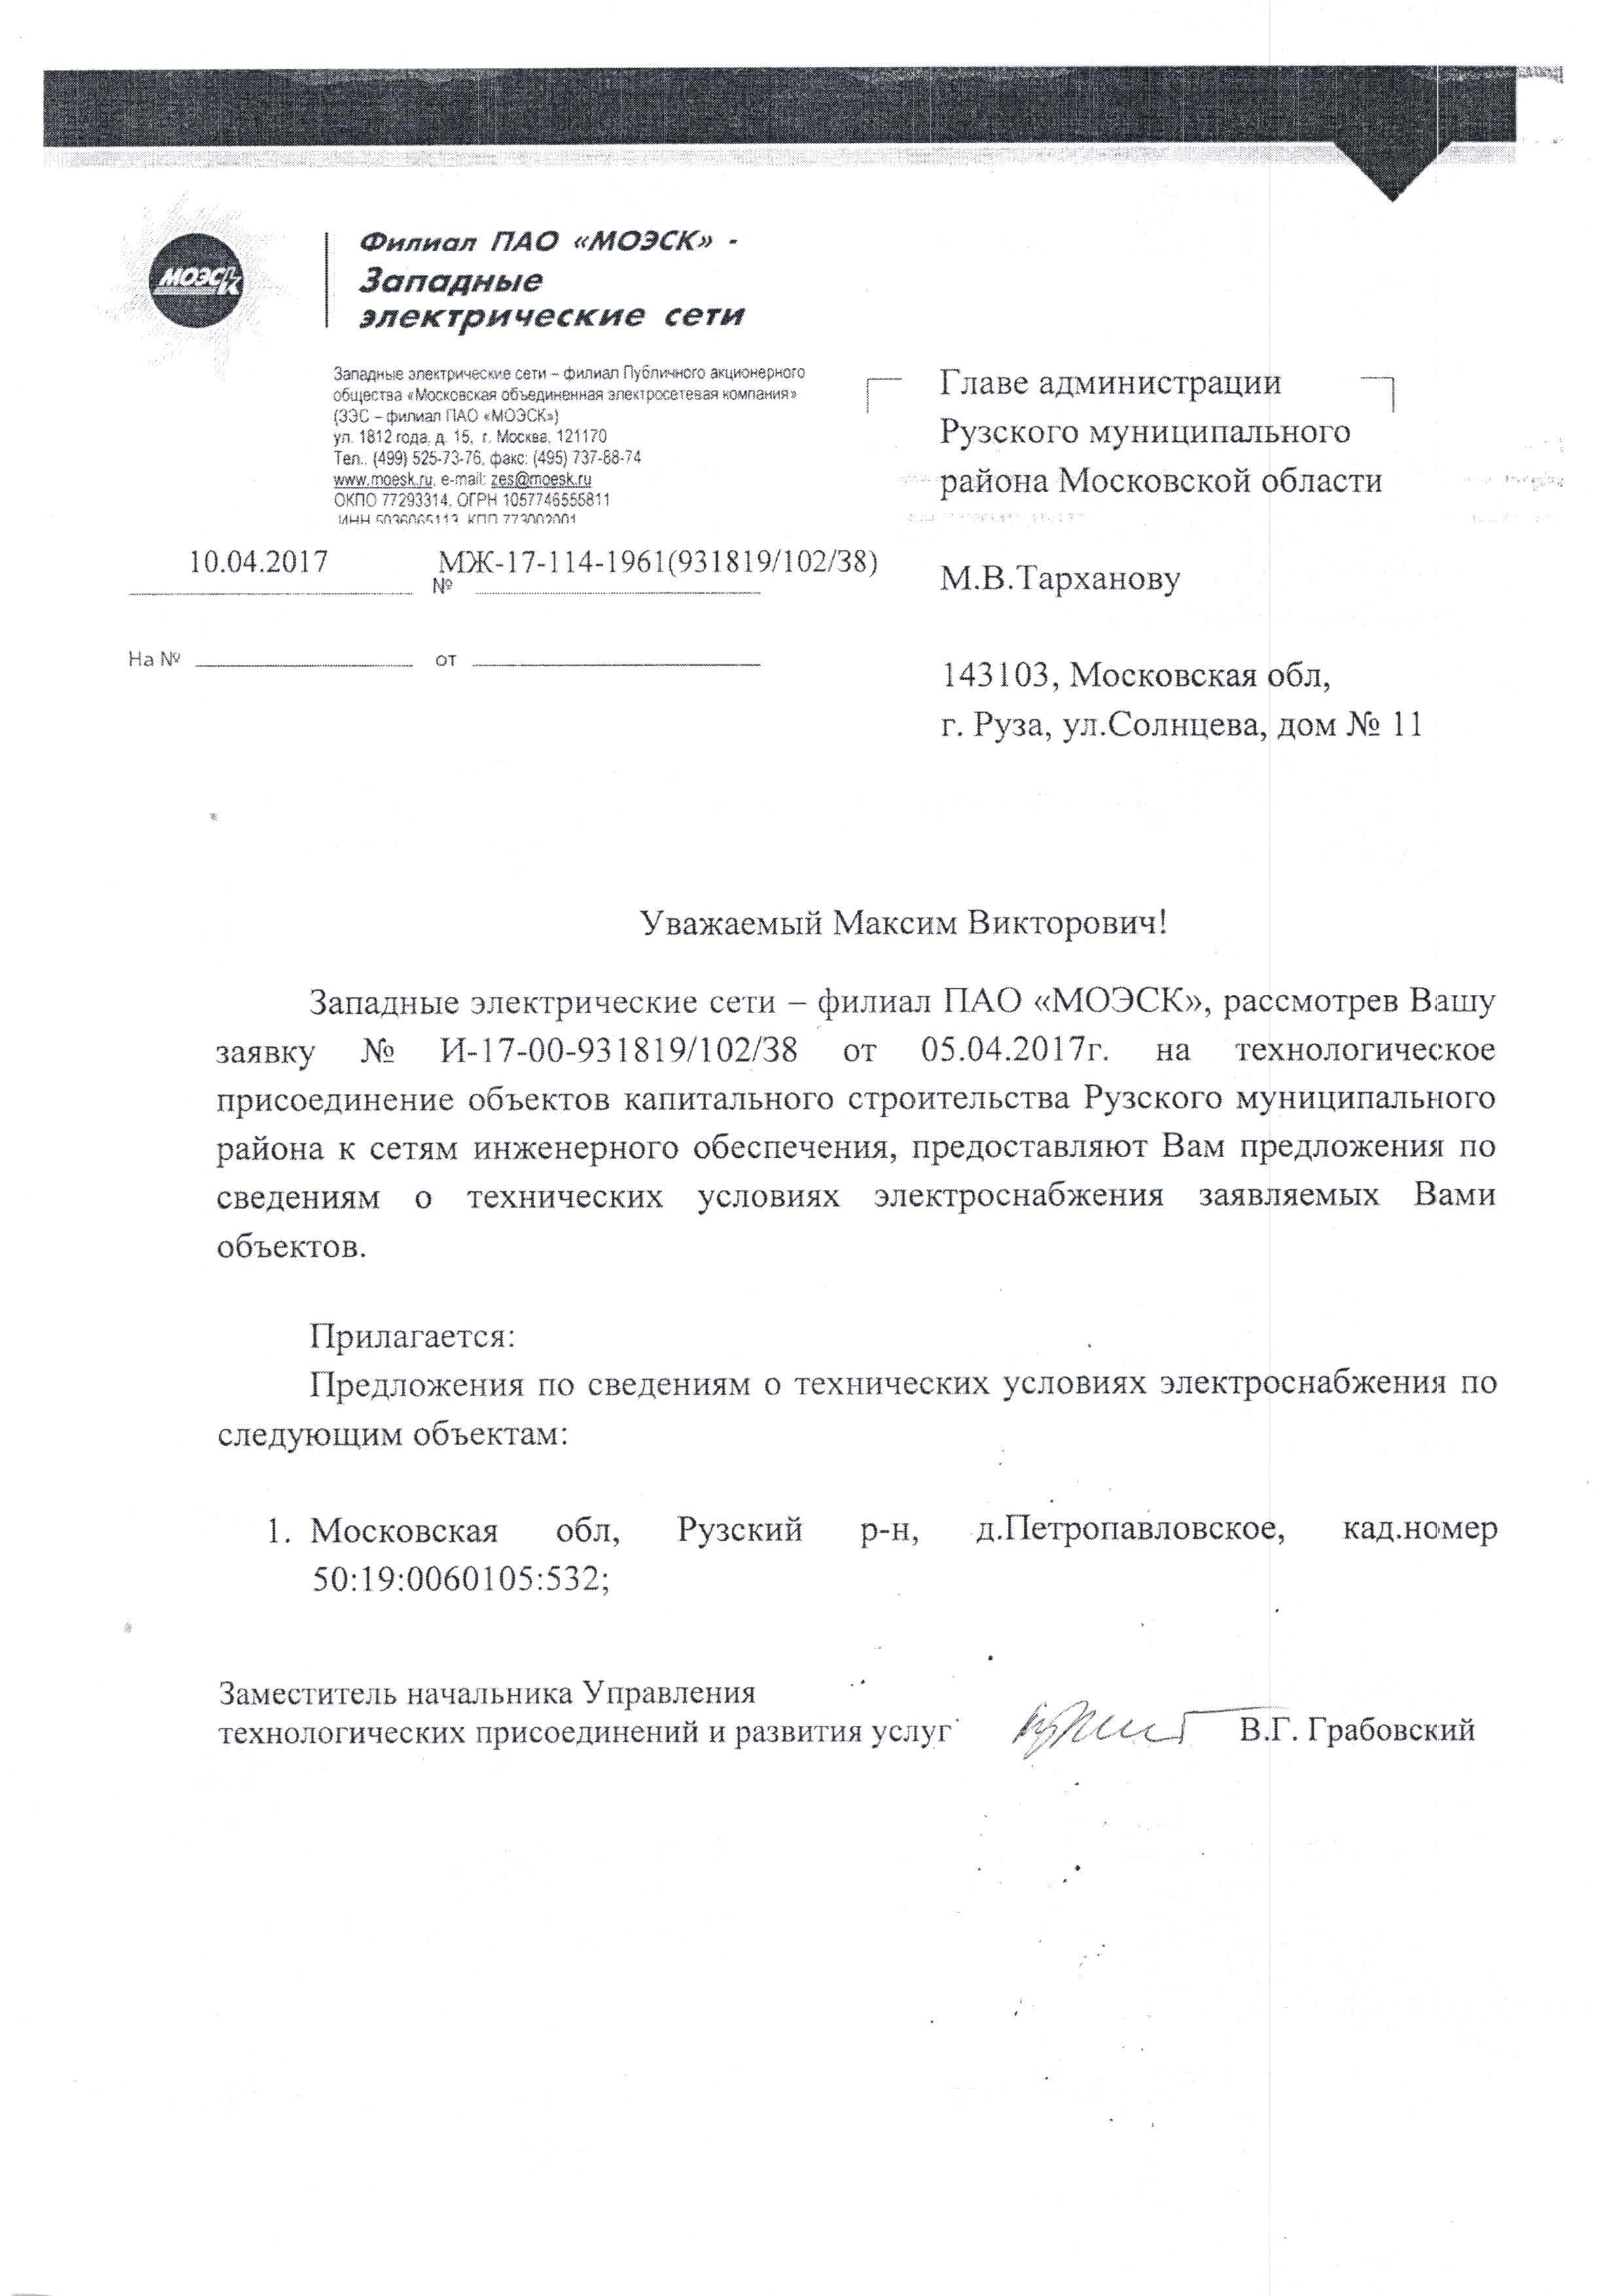 МОЭСК
Филиал ПАО «МОЭСК» -
Западные
электрические сети
Западные электрические сети – филиал Публичного акционерного
общества «Московская объединенная электросетевая компания»
(ЗЭС – филиал ПАО «МОЭСК»)
ул. 1812 года, д. 15, г. Москва, 121170
Тел.: (499) 525-73-76, факс: (495) 737-88-74
www.moesk.ru, e-mail: zes@moesk.ru
ОКПО 77293314, ОГРН 1057746555811
ИНН 5036065113, КПП 773002001
10.04.2017 № МЖ-17-114-1961(931819/102/38)
На № от
Главе администрации
Рузского муниципального
района Московской области
М.В.Тарханову
143103, Московская обл,
г. Руза, ул.Солнцева, дом № 11
Уважаемый Максим Викторович!
Западные электрические сети – филиал ПАО «МОЭСК», рассмотрев Вашу
заявку № И-17-00-931819/102/38 от 05.04.2017г. на технологическое
присоединение объектов капитального строительства Рузского муниципального
района к сетям инженерного обеспечения, предоставляют Вам предложения по
сведениям о технических условиях электроснабжения заявляемых Вами
объектов.
Прилагается:
Предложения по сведениям о технических условиях электроснабжения по
следующим объектам:
1. Московская обл, Рузский р-н, д.Петропавловское, кад.номер
50:19:0060105:532;
Заместитель начальника Управления
технологических присоединений и развития услуг В.Г. Грабовский